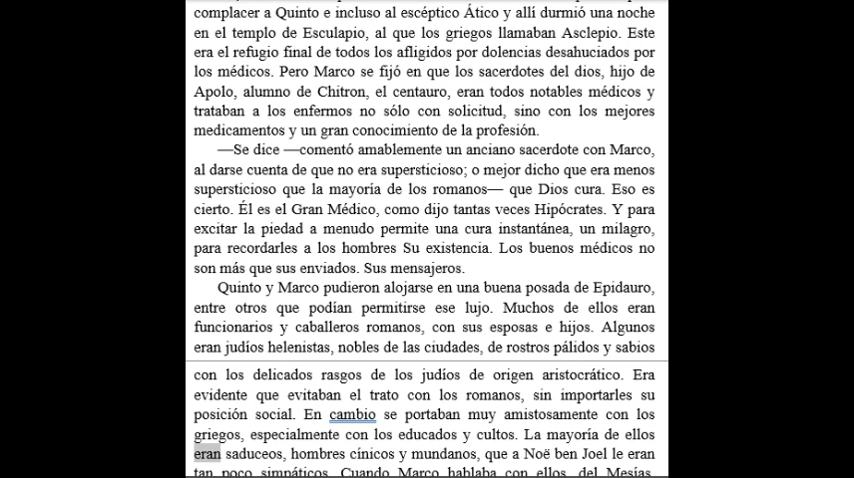 complacer a Quinto e incluso al escéptico Ático y allí durmió una noche
en el templo de Esculapio, al que los griegos llamaban Asclepio. Este
era el refugio final de todos los afligidos por dolencias desahuciados por
los médicos. Pero Marco se fijó en que los sacerdotes del dios, hijo de
Apolo, alumno de Chitron, el centauro, eran todos notables médicos y
trataban a los enfermos no sólo con solicitud, sino con los mejores
medicamentos y un gran conocimiento de la profesión.
—Se dice —comentó amablemente un anciano sacerdote con Marco,
al darse cuenta de que no era supersticioso; o mejor dicho que era menos
supersticioso que la mayoría de los romanos— que Dios cura. Eso es
cierto. Él es el Gran Médico, como dijo tantas veces Hipócrates. Y para
excitar la piedad a menudo permite una cura instantánea, un milagro,
para recordarles a los hombres Su existencia. Los buenos médicos no
son más que sus enviados. Sus mensajeros.
Quinto y Marco pudieron alojarse en una buena posada de Epidauro,
entre otros que podían permitirse ese lujo. Muchos de ellos eran
funcionarios y caballeros romanos, con sus esposas e hijos. Algunos
eran judíos helenistas, nobles de las ciudades, de rostros pálidos y sabios
con los delicados rasgos de los judíos de origen aristocrático. Era
evidente que evitaban el trato con los romanos, sin importarles su
posición social. En cambio se portaban muy amistosamente con los
griegos, especialmente con los educados y cultos. La mayoría de ellos
eran saduceos, hombres cínicos y mundanos, que a Noë ben Joel le eran
tan poco simpáticos. Cuando Marco hablaba con ellos, del Mesías,